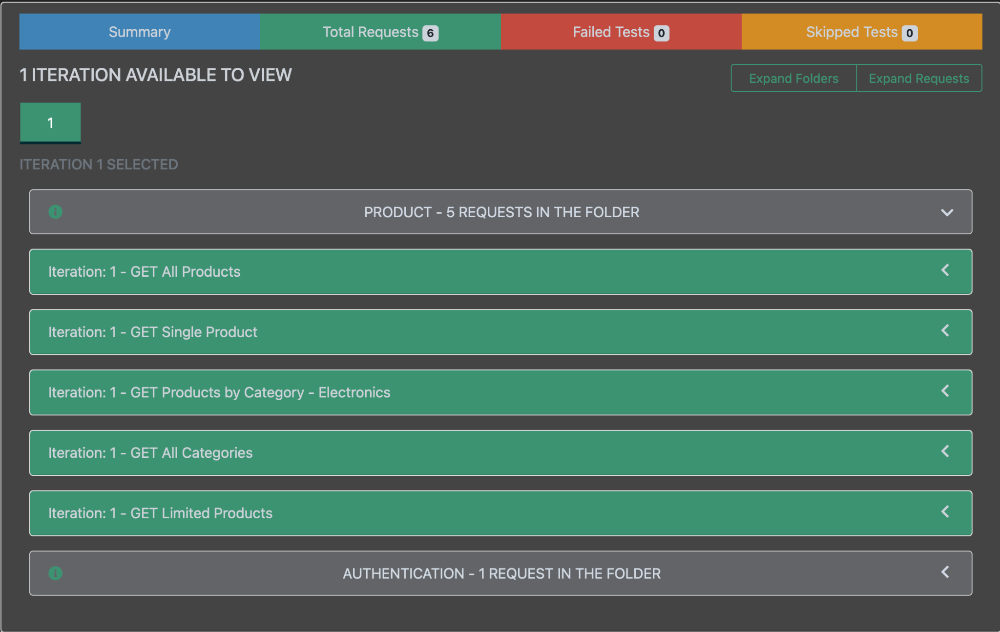 Summary
Total Requests 6
Failed Tests 0
Skipped Tests 0
1 ITERATION AVAILABLE TO VIEW
Expand Folders
Expand Requests
1
ITERATION 1 SELECTED
PRODUCT - 5 REQUESTS IN THE FOLDER
Iteration: 1 - GET All Products
Iteration: 1 - GET Single Product
Iteration: 1 - GET Products by Category - Electronics
Iteration: 1 - GET All Categories
Iteration: 1 - GET Limited Products
AUTHENTICATION - 1 REQUEST IN THE FOLDER